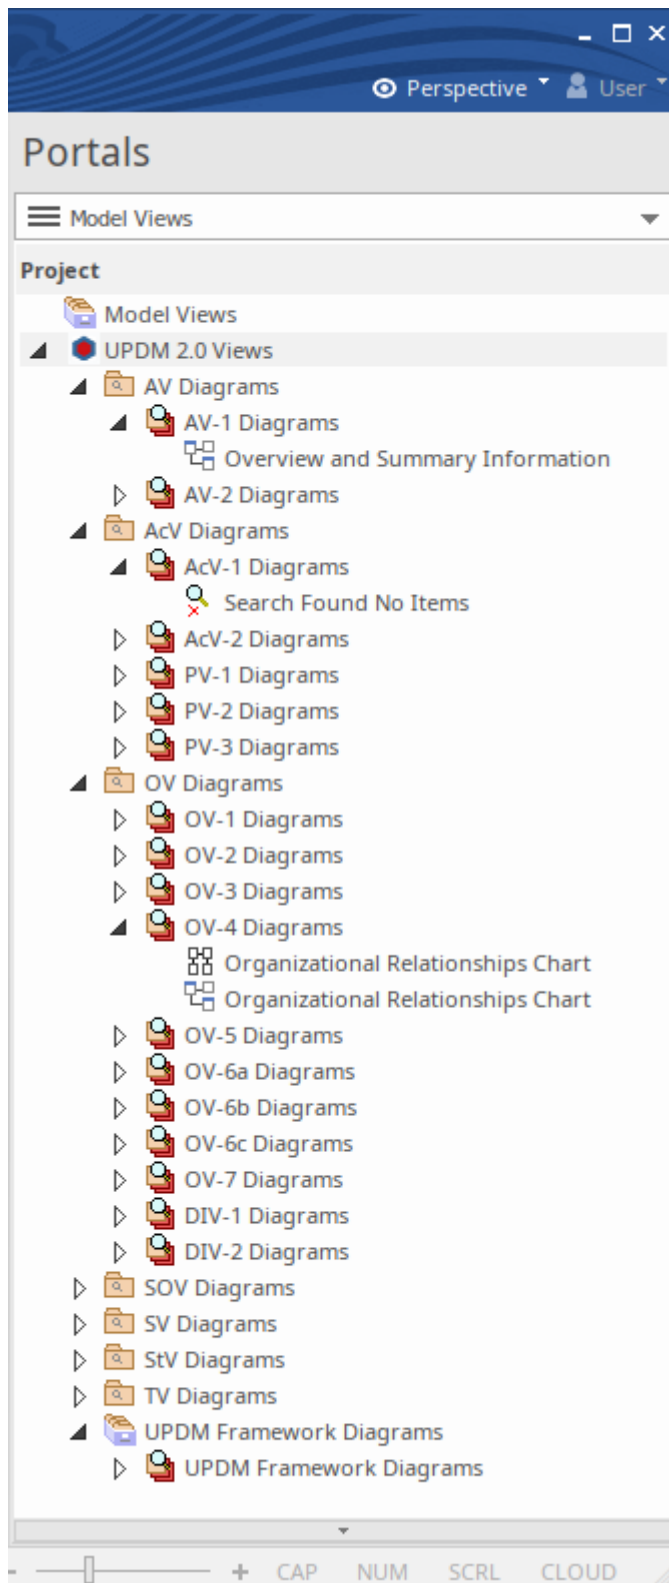 Perspective User
Portals
Model Views
Project
Model Views
UPDM 2.0 Views
AV Diagrams
AV-1 Diagrams
Overview and Summary Information
AV-2 Diagrams
AcV Diagrams
AcV-1 Diagrams
Search Found No Items
AcV-2 Diagrams
PV-1 Diagrams
PV-2 Diagrams
PV-3 Diagrams
OV Diagrams
OV-1 Diagrams
OV-2 Diagrams
OV-3 Diagrams
OV-4 Diagrams
Organizational Relationships Chart
Organizational Relationships Chart
OV-5 Diagrams
OV-6a Diagrams
OV-6b Diagrams
OV-6c Diagrams
OV-7 Diagrams
DIV-1 Diagrams
DIV-2 Diagrams
SOV Diagrams
SV Diagrams
StV Diagrams
TV Diagrams
UPDM Framework Diagrams
UPDM Framework Diagrams
- + CAP NUM SCRL CLOUD